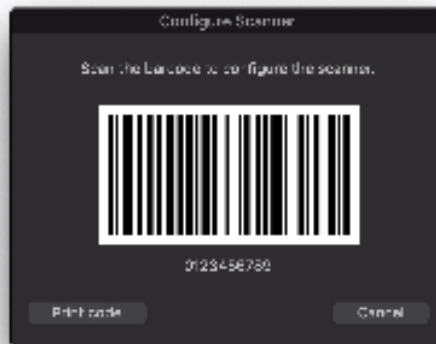 Configure Scanner
Scan the barcode to configure the scanner.
0123456789
Print code
Cancel